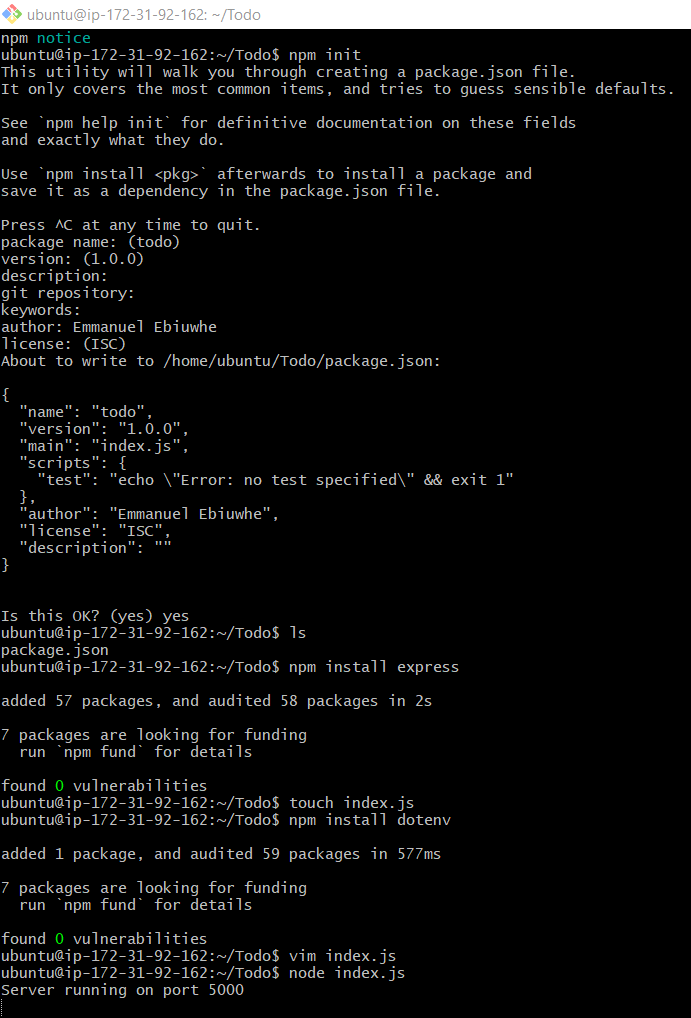 ubuntu@ip-172-31-92-162: ~/Todo
npm notice
ubuntu@ip-172-31-92-162:~/Todo$ npm init
This utility will walk you through creating a package.json file.
It only covers the most common items, and tries to guess sensible defaults.

See `npm help init` for definitive documentation on these fields
and exactly what they do.

Use `npm install <pkg>` afterwards to install a package and
save it as a dependency in the package.json file.

Press ^C at any time to quit.
package name: (todo)
version: (1.0.0)
description:
git repository:
keywords:
author: Emmanuel Ebiuwhe
license: (ISC)
About to write to /home/ubuntu/Todo/package.json:

{
  "name": "todo",
  "version": "1.0.0",
  "main": "index.js",
  "scripts": {
    "test": "echo \"Error: no test specified\" && exit 1"
  },
  "author": "Emmanuel Ebiuwhe",
  "license": "ISC",
  "description": ""
}

Is this OK? (yes) yes
ubuntu@ip-172-31-92-162:~/Todo$ ls
package.json
ubuntu@ip-172-31-92-162:~/Todo$ npm install express

added 57 packages, and audited 58 packages in 2s

7 packages are looking for funding
  run `npm fund` for details

found 0 vulnerabilities
ubuntu@ip-172-31-92-162:~/Todo$ touch index.js
ubuntu@ip-172-31-92-162:~/Todo$ npm install dotenv

added 1 package, and audited 59 packages in 577ms

7 packages are looking for funding
  run `npm fund` for details

found 0 vulnerabilities
ubuntu@ip-172-31-92-162:~/Todo$ vim index.js
ubuntu@ip-172-31-92-162:~/Todo$ node index.js
Server running on port 5000